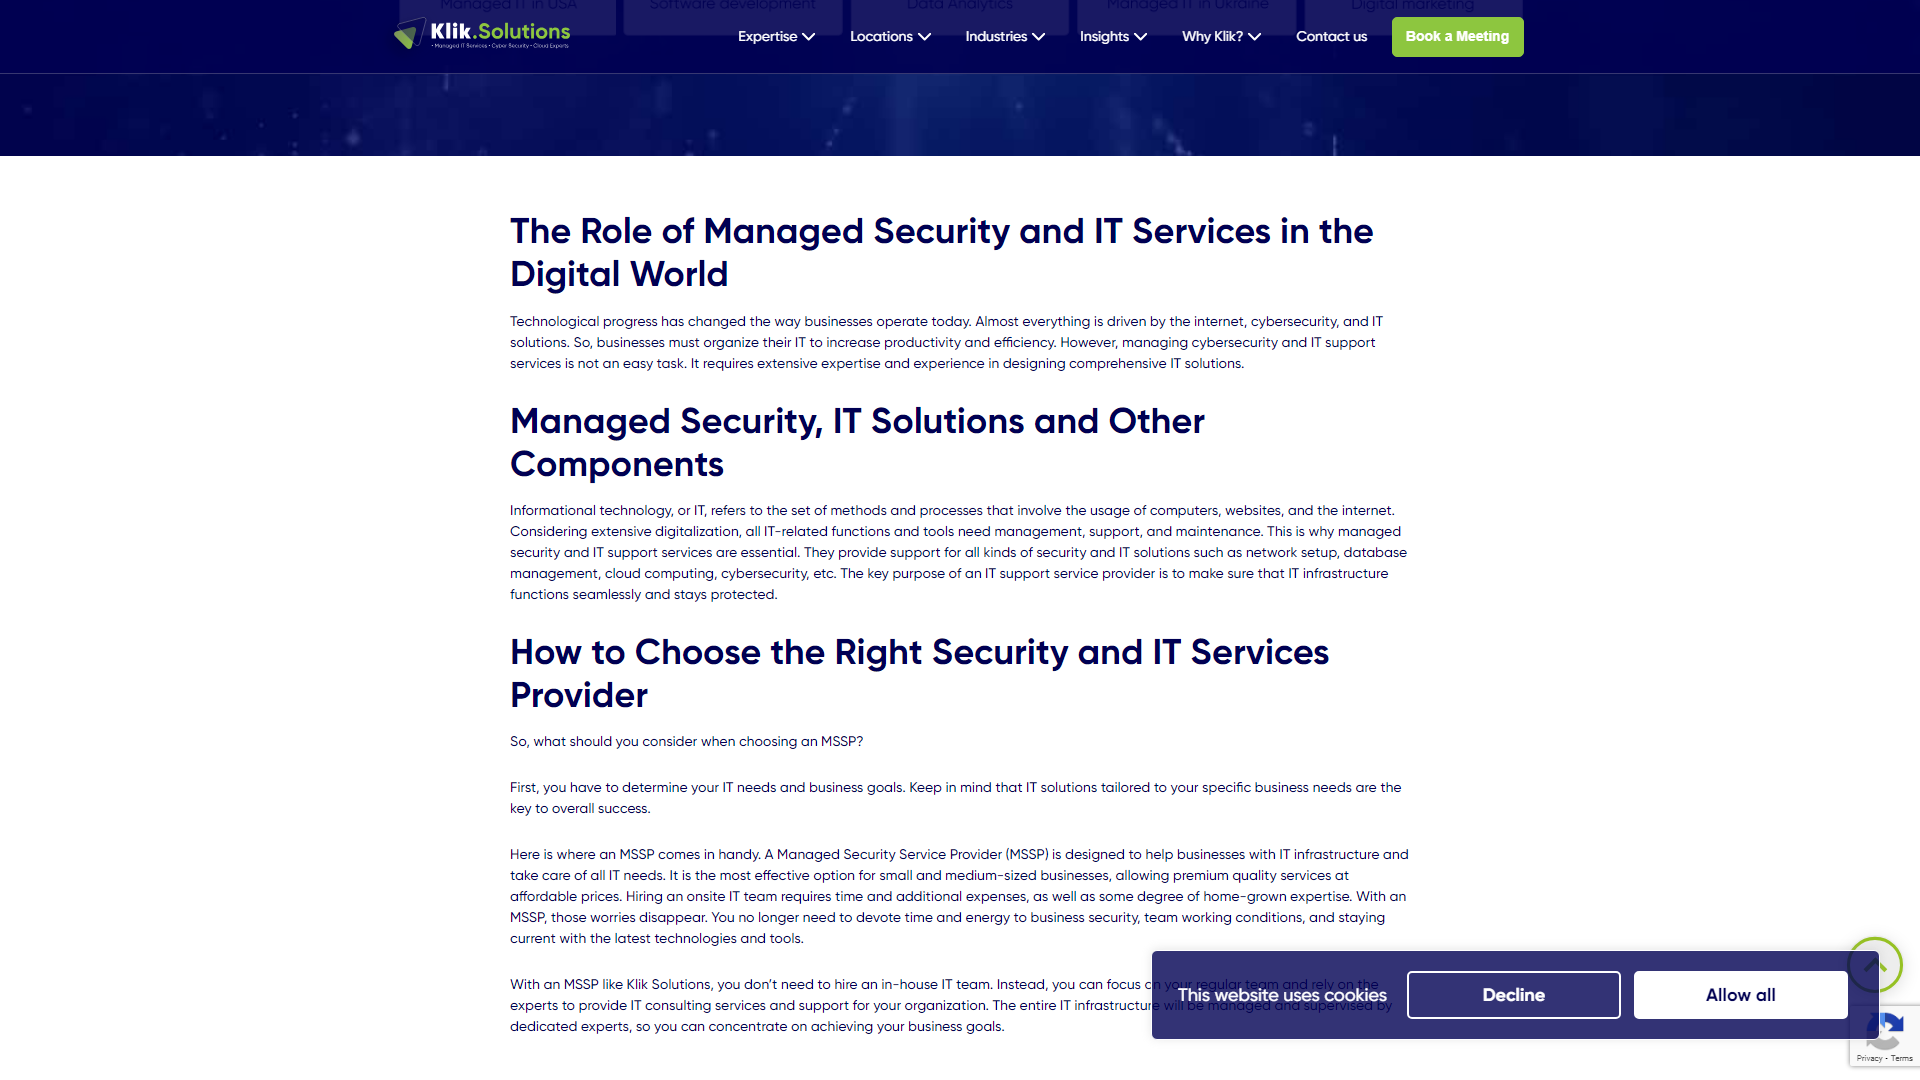 Managed IT in USA
Software development
Data Analytics
Managed IT in Ukraine
Digital marketing
Klik.Solutions
• Managed IT Services • Cyber Security • Cloud Experts
Expertise
Locations
Industries
Insights
Why Klik?
Contact us
Book a Meeting
The Role of Managed Security and IT Services in the
Digital World
Technological progress has changed the way businesses operate today. Almost everything is driven by the internet, cybersecurity, and IT
solutions. So, businesses must organize their IT to increase productivity and efficiency. However, managing cybersecurity and IT support
services is not an easy task. It requires extensive expertise and experience in designing comprehensive IT solutions.
Managed Security, IT Solutions and Other
Components
Informational technology, or IT, refers to the set of methods and processes that involve the usage of computers, websites, and the internet.
Considering extensive digitalization, all IT-related functions and tools need management, support, and maintenance. This is why managed
security and IT support services are essential. They provide support for all kinds of security and IT solutions such as network setup, database
management, cloud computing, cybersecurity, etc. The key purpose of an IT support service provider is to make sure that IT infrastructure
functions seamlessly and stays protected.
How to Choose the Right Security and IT Services
Provider
So, what should you consider when choosing an MSSP?
First, you have to determine your IT needs and business goals. Keep in mind that IT solutions tailored to your specific business needs are the
key to overall success.
Here is where an MSSP comes in handy. A Managed Security Service Provider (MSSP) is designed to help businesses with IT infrastructure and
take care of all IT needs. It is the most effective option for small and medium-sized businesses, allowing premium quality services at
affordable prices. Hiring an onsite IT team requires time and additional expenses, as well as some degree of home-grown expertise. With an
MSSP, those worries disappear. You no longer need to devote time and energy to business security, team working conditions, and staying
current with the latest technologies and tools.
With an MSSP like Klik Solutions, you don't need to hire an in-house IT team. Instead, you can focus on your regular team and rely on the
experts to provide IT consulting services and support for your organization. The entire IT infrastructure will be managed and supervised by
dedicated experts, so you can concentrate on achieving your business goals.
This website uses cookies
Decline
Allow all
Privacy - Terms